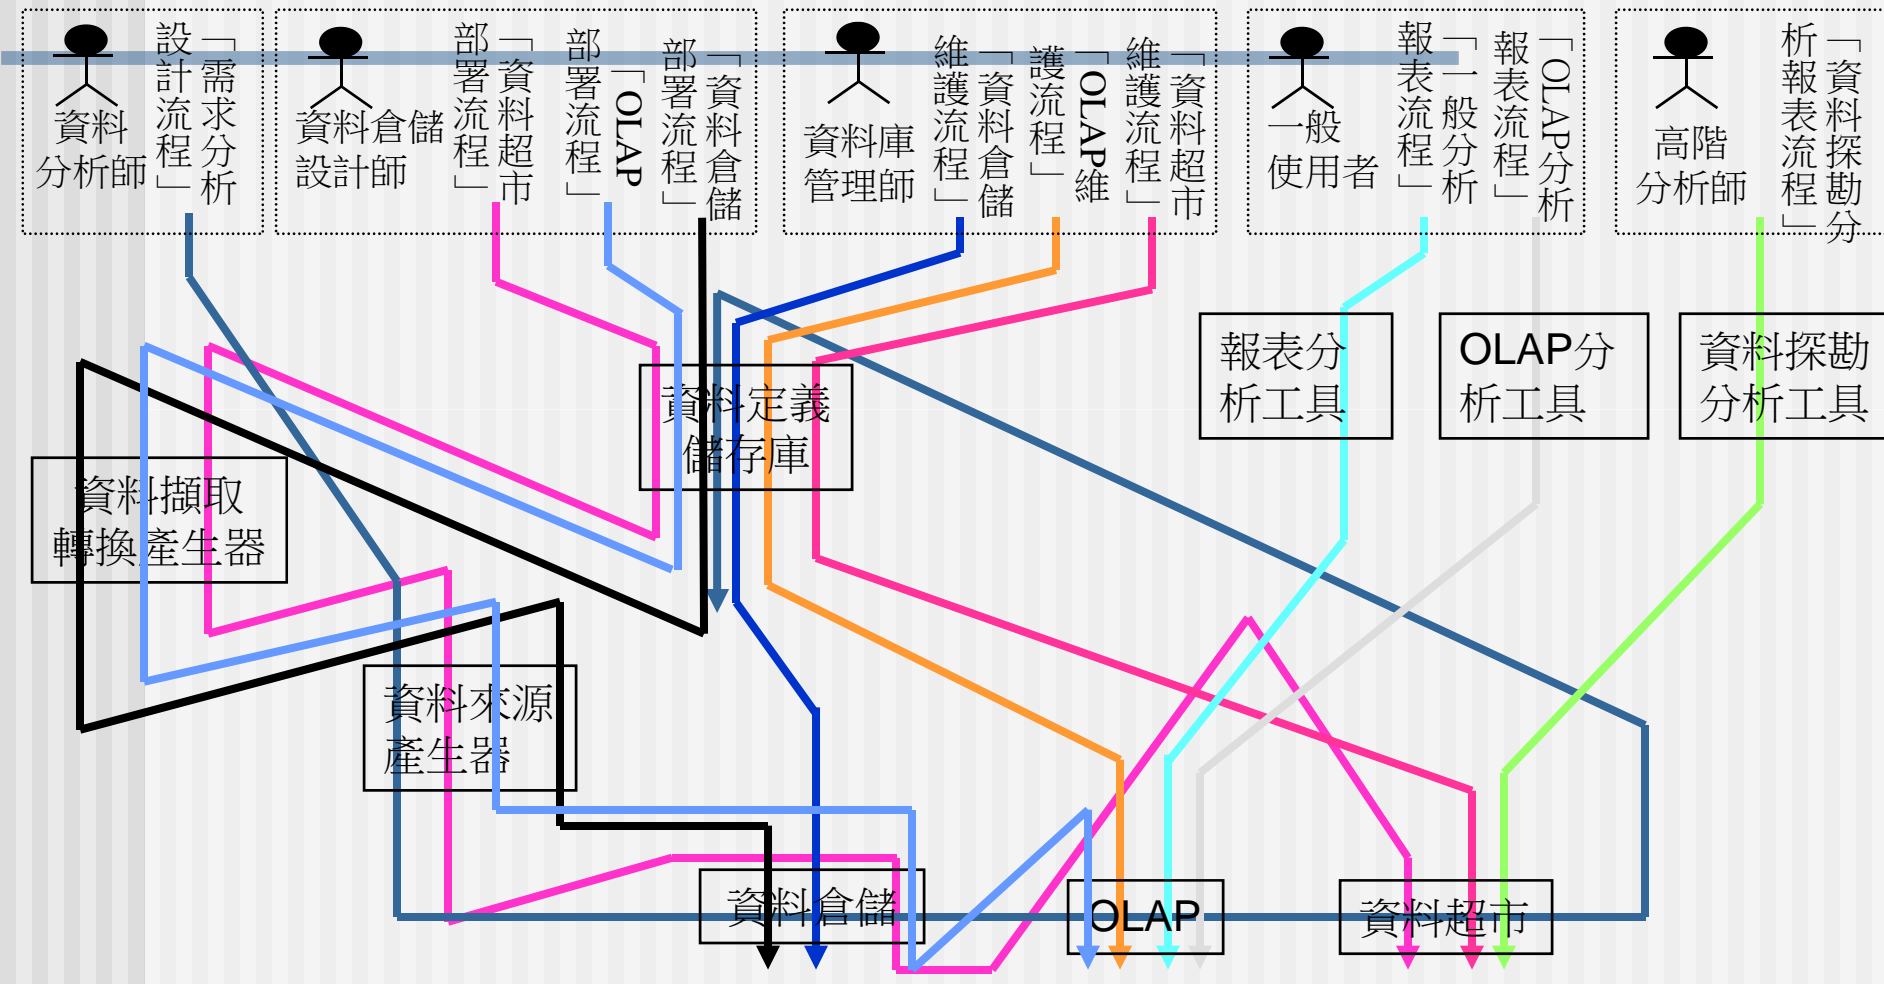 資料
分析師
「需求分析
設計流程」
資料倉儲
設計師
「資料超市
部署流程」
「OLAP
部署流程」
「資料倉儲
部署流程」
資料庫
管理師
「資料倉儲
維護流程」
「OLAP維
護流程」
「資料超市
維護流程」
一般
使用者
「一般分析
報表流程」
「OLAP分析
報表流程」
高階
分析師
「資料探勘分
析報表流程」
報表分
析工具
OLAP分
析工具
資料探勘
分析工具
資料定義
儲存庫
資料擷取
轉換產生器
資料來源
產生器
資料倉儲
OLAP
資料超市